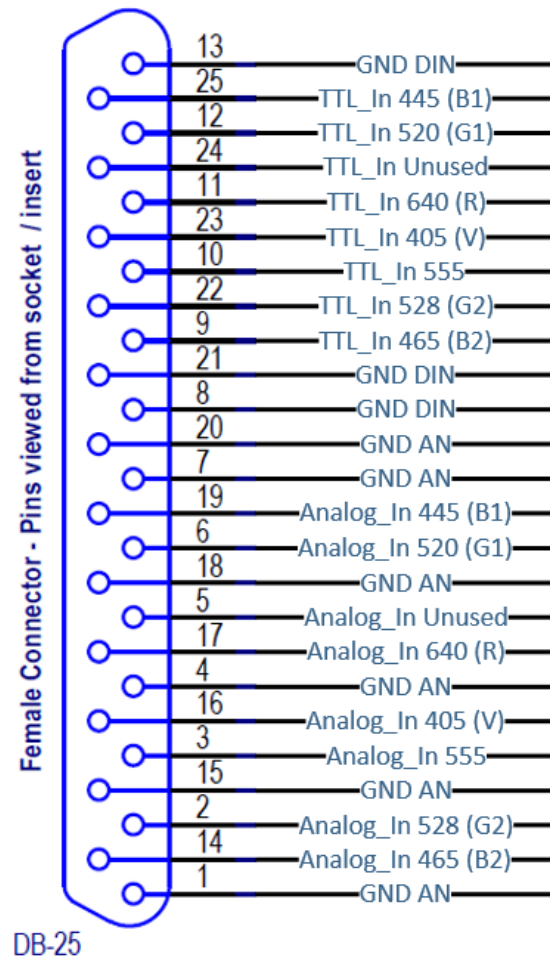 Female Connector - Pins viewed from socket / insert
13 GND DIN
25 TTL_In 445 (B1)
12 TTL_In 520 (G1)
24 TTL_In Unused
11 TTL_In 640 (R)
23 TTL_In 405 (V)
10 TTL_In 555
22 TTL_In 528 (G2)
9 TTL_In 465 (B2)
21 GND DIN
8 GND DIN
20 GND AN
7 GND AN
19 Analog_In 445 (B1)
6 Analog_In 520 (G1)
18 GND AN
5 Analog_In Unused
17 Analog_In 640 (R)
4 GND AN
16 Analog_In 405 (V)
3 Analog_In 555
15 GND AN
2 Analog_In 528 (G2)
14 Analog_In 465 (B2)
1 GND AN
DB-25